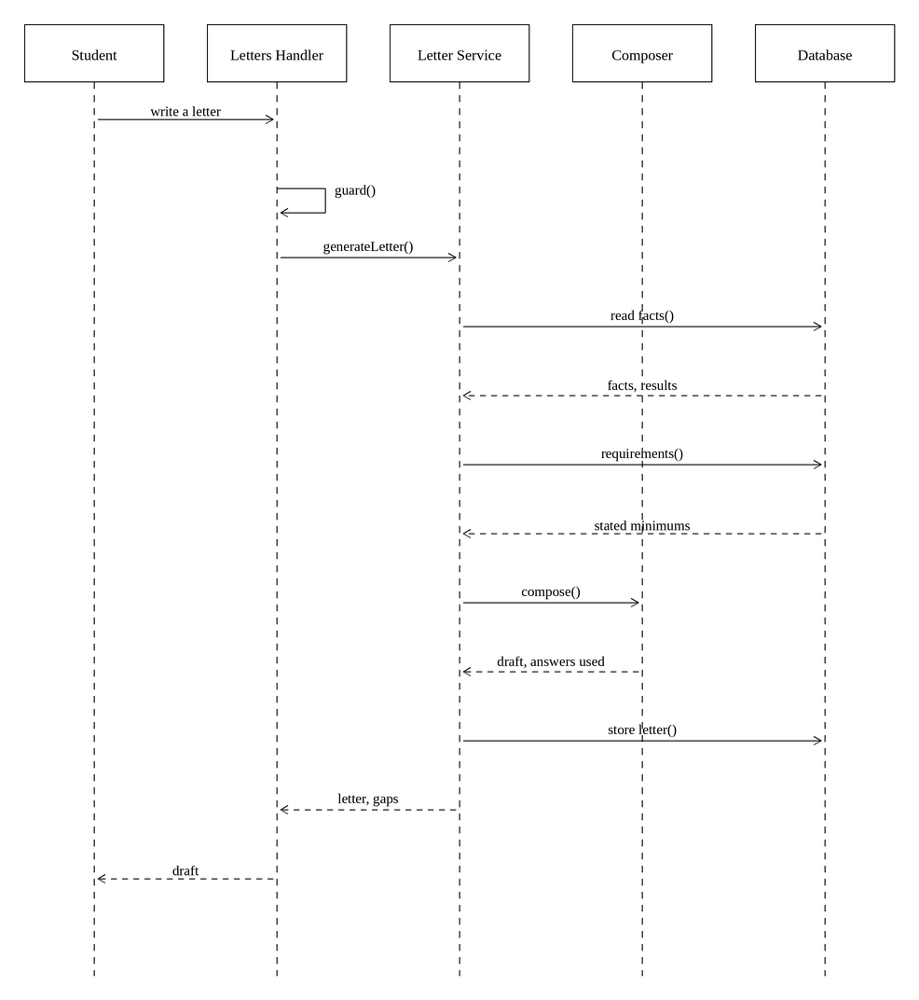 Student
Letters Handler
Letter Service
Composer
Database
write a letter
guard()
generateLetter()
read facts()
facts, results
requirements()
stated minimums
compose()
draft, answers used
store letter()
letter, gaps
draft